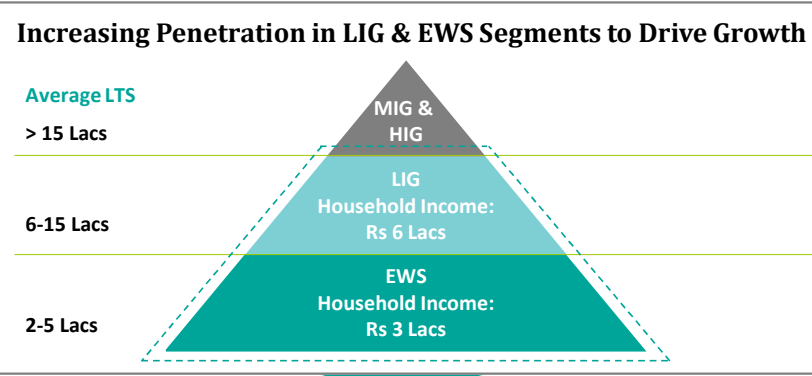 Increasing Penetration in LIG & EWS Segments to Drive Growth
Average LTS
> 15 Lacs
MIG &
HIG
6-15 Lacs
LIG
Household Income:
Rs 6 Lacs
2-5 Lacs
EWS
Household Income:
Rs 3 Lacs